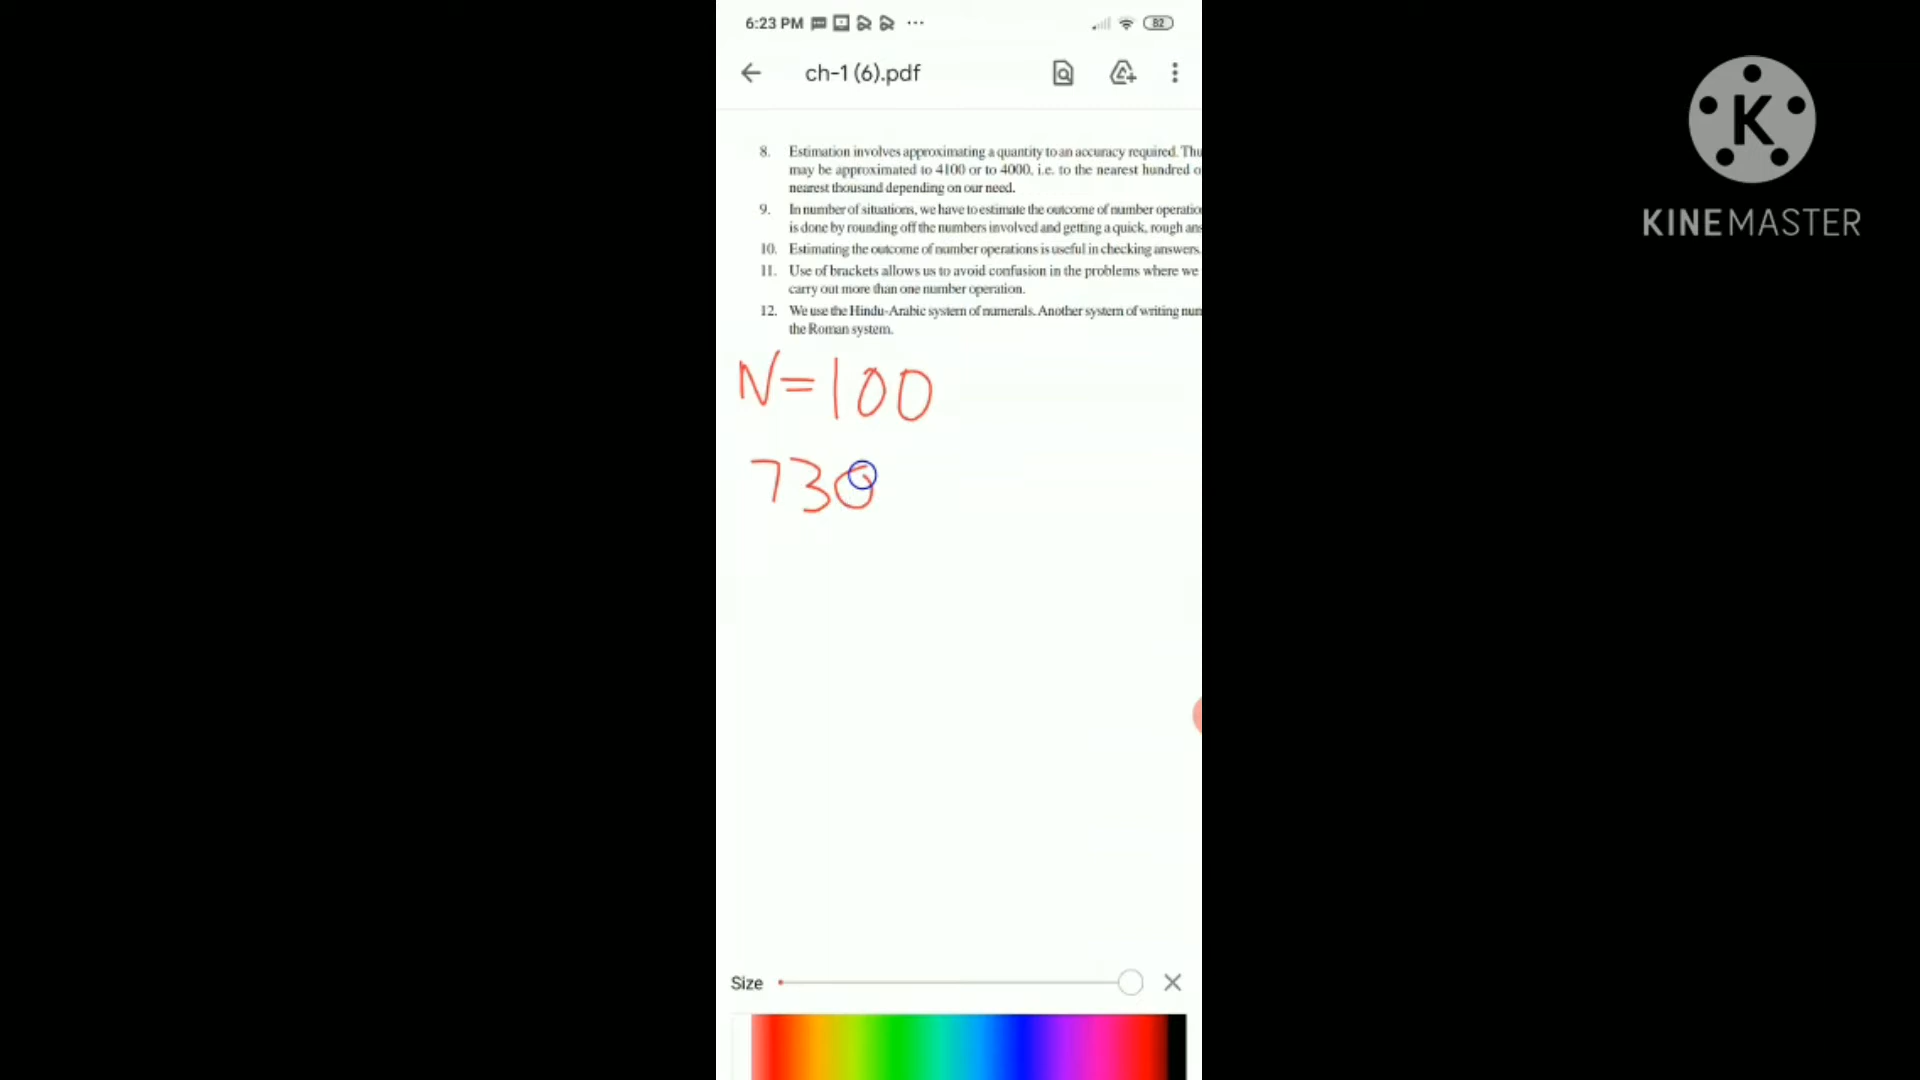 6:23 PM
82
ch-1 (6).pdf
K
KINEMASTER
8. Estimation involves approximating a quantity to an accuracy required. Thu
may be approximated to 4100 or to 4000, i.e. to the nearest hundred o
nearest thousand depending on our need.
9. In number of situations, we have to estimate the outcome of number operatio
is done by rounding off the numbers involved and getting a quick, rough ans
10. Estimating the outcome of number operations is useful in checking answers.
11. Use of brackets allows us to avoid confusion in the problems where we
carry out more than one number operation.
12. We use the Hindu-Arabic system of numerals. Another system of writing num
the Roman system.
N=100
730
Size